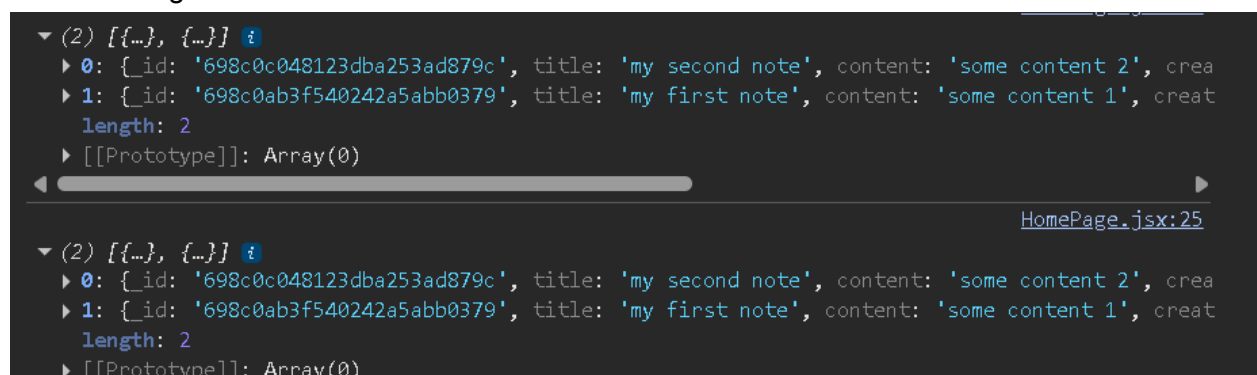 (2) [{…}, {…}] i
0: {_id: '698c0c048123dba253ad879c', title: 'my second note', content: 'some content 2', crea
1: {_id: '698c0ab3f540242a5abb0379', title: 'my first note', content: 'some content 1', creat
length: 2
[[Prototype]]: Array(0)
HomePage.jsx:25
(2) [{…}, {…}] i
0: {_id: '698c0c048123dba253ad879c', title: 'my second note', content: 'some content 2', crea
1: {_id: '698c0ab3f540242a5abb0379', title: 'my first note', content: 'some content 1', creat
length: 2
[[Prototype]]: Array(0)